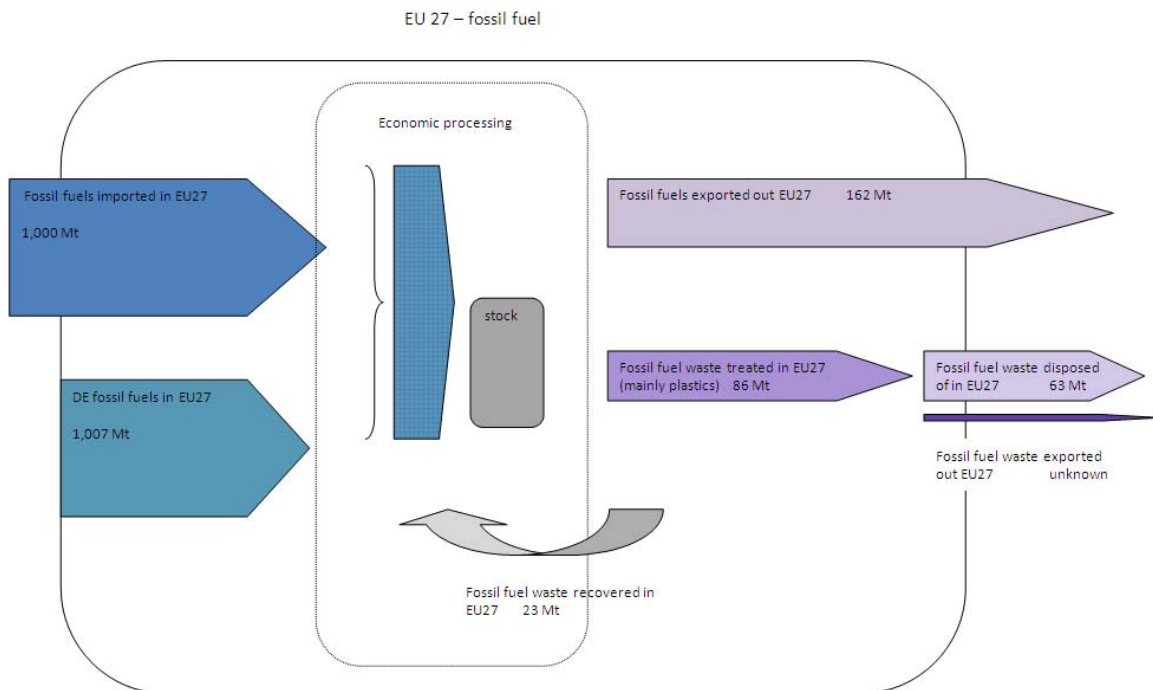 EU 27 – fossil fuel
Economic processing
Fossil fuels imported in EU27
1,000 Mt
Fossil fuels exported out EU27 162 Mt
stock
DE fossil fuels in EU27
1,007 Mt
Fossil fuel waste treated in EU27
(mainly plastics) 86 Mt
Fossil fuel waste disposed
of in EU27 63 Mt
Fossil fuel waste exported
out EU27 unknown
Fossil fuel waste recovered in
EU27 23 Mt